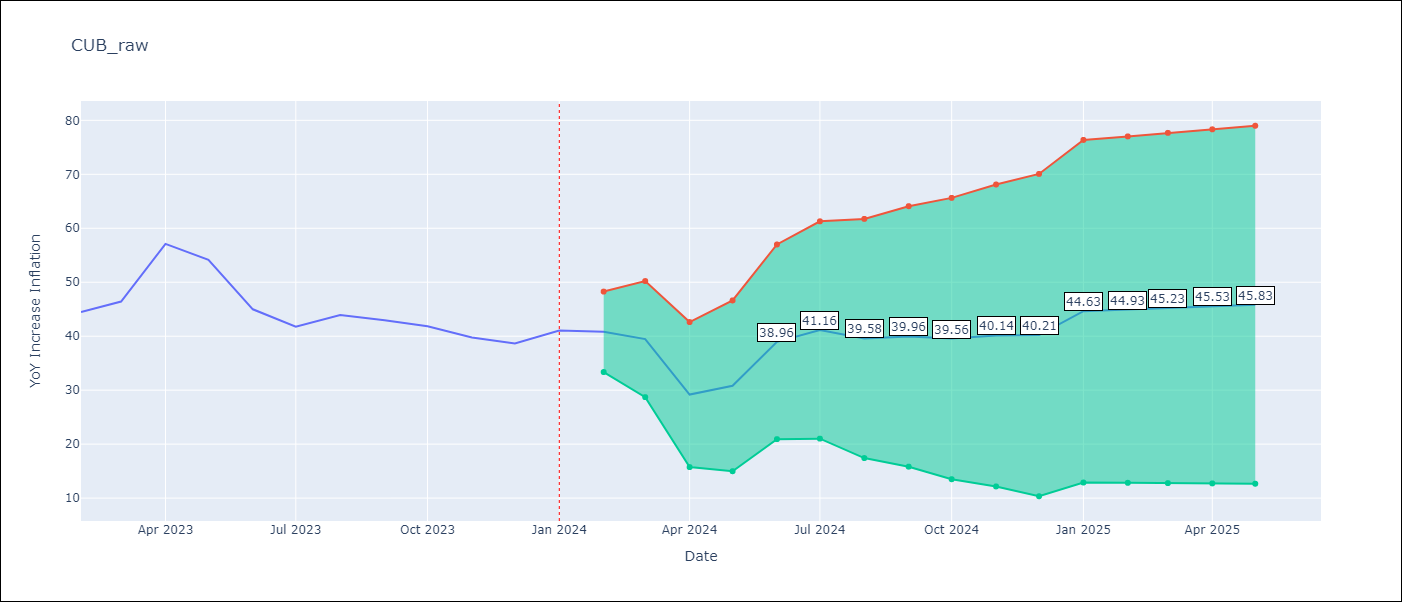 CUB_raw
YoY Increase Inflation
80
70
60
50
40
30
20
10
38.96
41.16
39.58
39.96
39.56
40.14
40.21
44.63
44.93
45.23
45.53
45.83
Apr 2023
Jul 2023
Oct 2023
Jan 2024
Apr 2024
Jul 2024
Oct 2024
Jan 2025
Apr 2025
Date